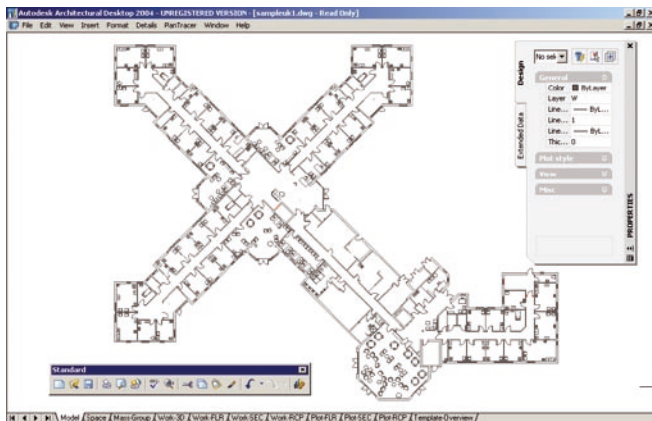 Autodesk Architectural Desktop 2004 - UNREGISTERED VERSION - [sampleuk1.dwg - Read Only]
File Edit View Insert Format Details PanTracer Window Help
No sel
Design
Extended Data
General
Color ByLayer
Layer W
Line... ByL...
Line... 1
Line... ByL...
Thic... 0
Plot style
View
Misc
PROPERTIES
Standard
Model / Space / Mass-Group / Work-3D / Work-FLR / Work-SEC / Work-RCP / Plot-FLR / Plot-SEC / Plot-RCP / Template-Overview /